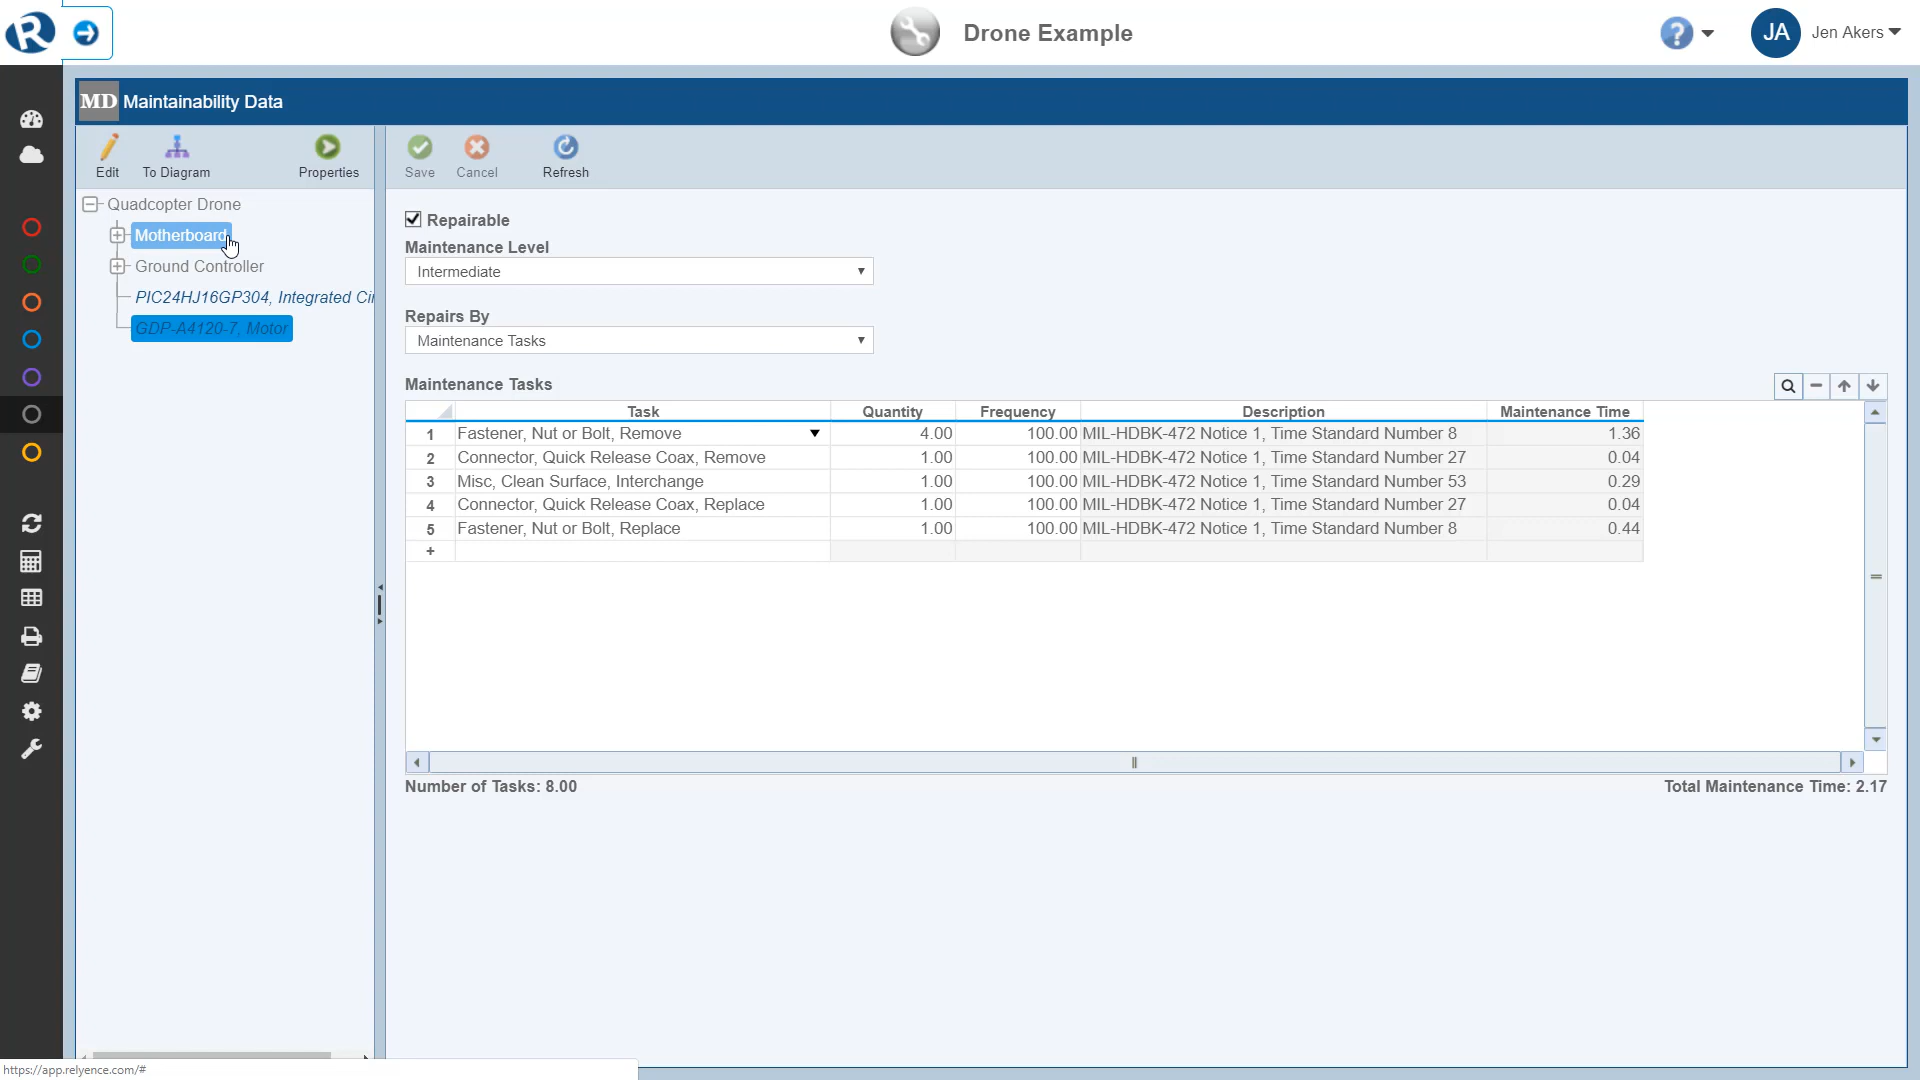 R
Drone Example
?
JA
Jen Akers
MD Maintainability Data
Edit
To Diagram
Properties
Save
Cancel
Refresh
Quadcopter Drone
Motherboard
Ground Controller
PIC24HJ16GP304, Integrated Cir
GDP-A4120-7, Motor
Repairable
Maintenance Level
Intermediate
Repairs By
Maintenance Tasks
Maintenance Tasks
Task Quantity Frequency Description Maintenance Time
1 Fastener, Nut or Bolt, Remove 4.00 100.00 MIL-HDBK-472 Notice 1, Time Standard Number 8 1.36
2 Connector, Quick Release Coax, Remove 1.00 100.00 MIL-HDBK-472 Notice 1, Time Standard Number 27 0.04
3 Misc, Clean Surface, Interchange 1.00 100.00 MIL-HDBK-472 Notice 1, Time Standard Number 53 0.29
4 Connector, Quick Release Coax, Replace 1.00 100.00 MIL-HDBK-472 Notice 1, Time Standard Number 27 0.04
5 Fastener, Nut or Bolt, Replace 1.00 100.00 MIL-HDBK-472 Notice 1, Time Standard Number 8 0.44
+
Number of Tasks: 8.00
Total Maintenance Time: 2.17
https://app.relyence.com/#